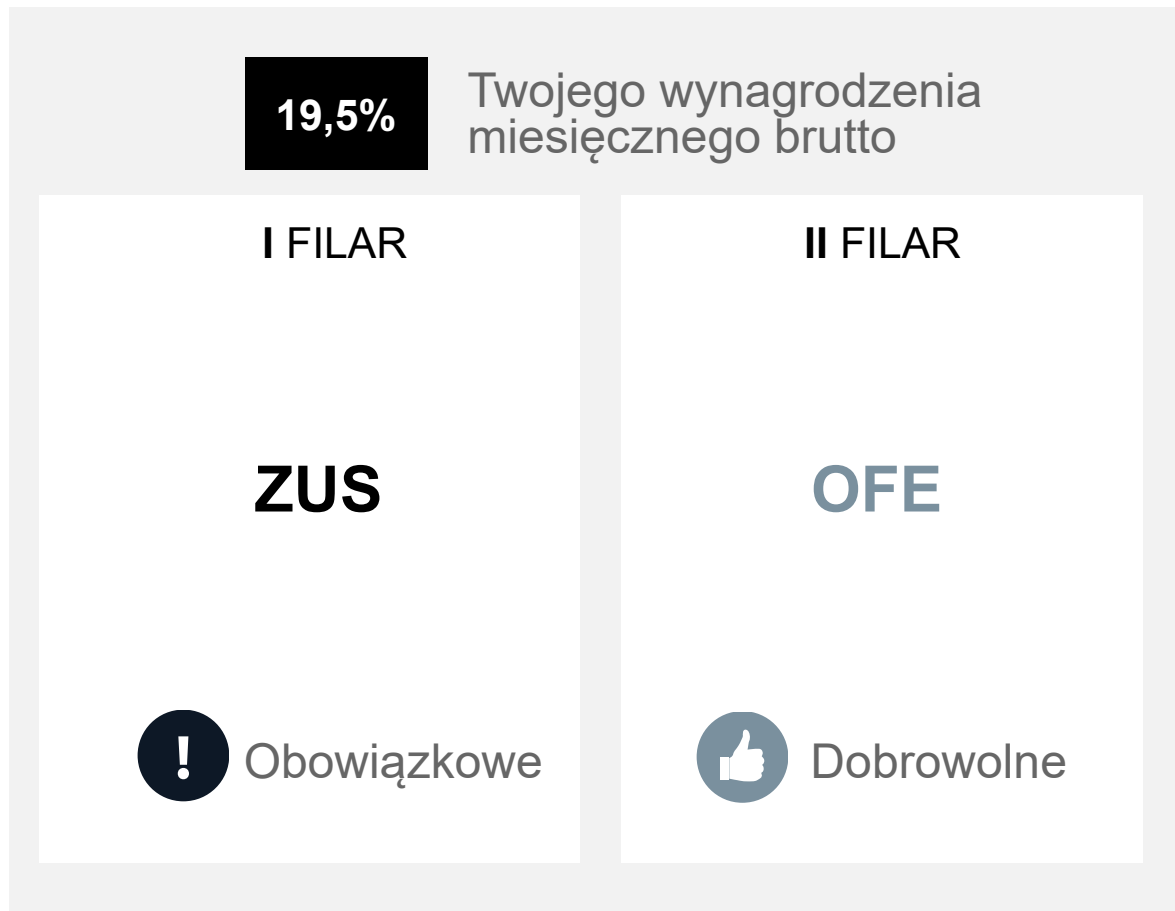 19,5%
Twojego wynagrodzenia
miesięcznego brutto
I FILAR
ZUS
! Obowiązkowe
II FILAR
OFE
Dobrowolne